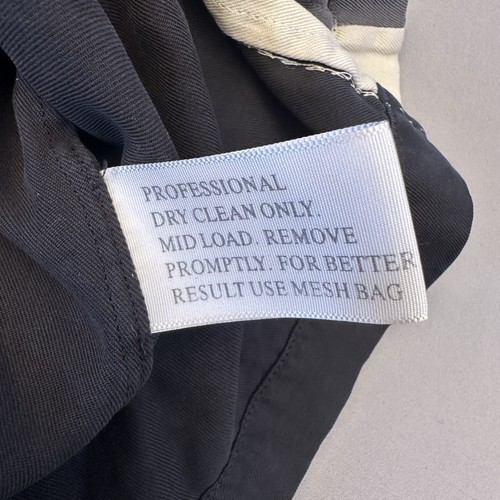 PROFESSIONAL
DRY CLEAN ONLY.
MID LOAD. REMOVE
PROMPTLY. FOR BETTER
RESULT USE MESH BAG